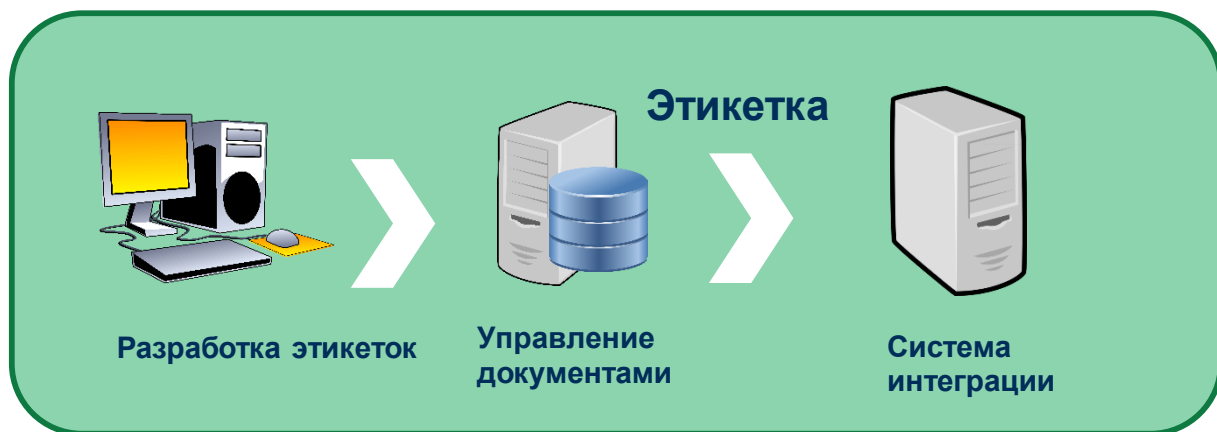 Этикетка
Разработка этикеток
Управление
документами
Система
интеграции